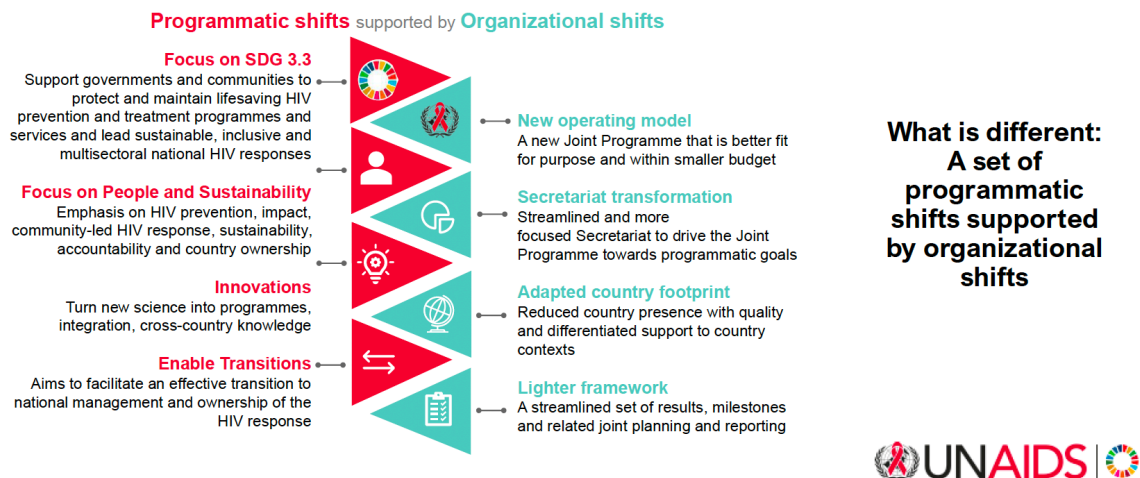 Programmatic shifts supported by Organizational shifts
Focus on SDG 3.3
Support governments and communities to
protect and maintain lifesaving HIV
prevention and treatment programmes and
services and lead sustainable, inclusive and
multisectoral national HIV responses
New operating model
A new Joint Programme that is better fit
for purpose and within smaller budget
Focus on People and Sustainability
Emphasis on HIV prevention, impact,
community-led HIV response, sustainability,
accountability and country ownership
Secretariat transformation
Streamlined and more
focused Secretariat to drive the Joint
Programme towards programmatic goals
Innovations
Turn new science into programmes,
integration, cross-country knowledge
Adapted country footprint
Reduced country presence with quality
and differentiated support to country
contexts
Enable Transitions
Aims to facilitate an effective transition to
national management and ownership of the
HIV response
Lighter framework
A streamlined set of results, milestones
and related joint planning and reporting
What is different:
A set of
programmatic
shifts supported
by organizational
shifts
UNAIDS